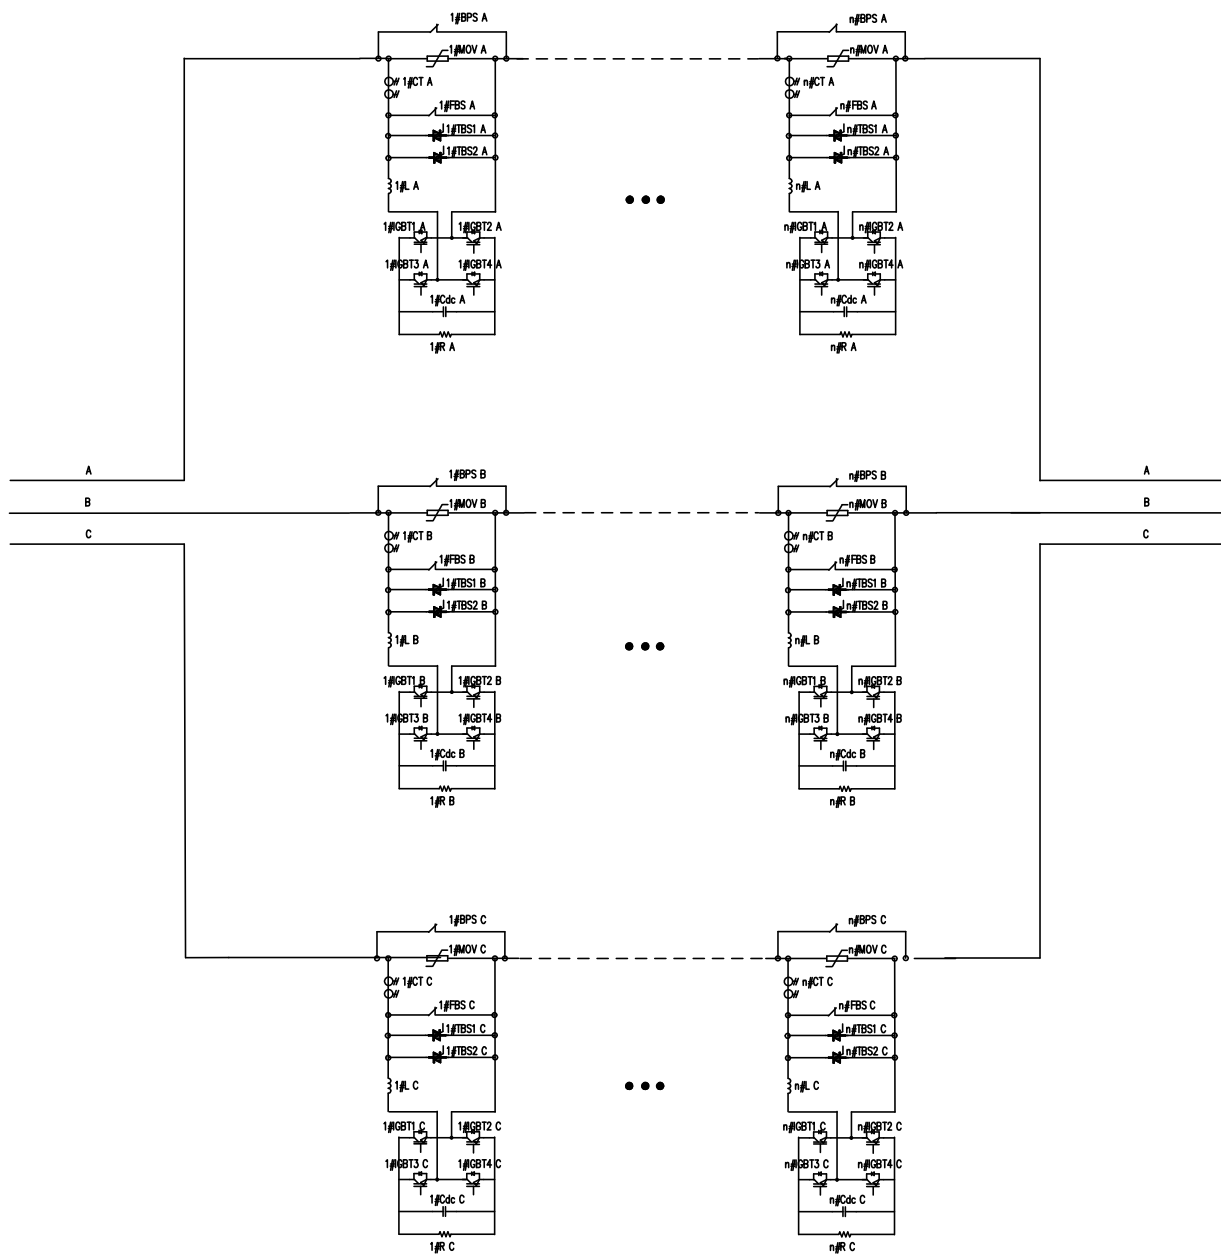 1#BPS A
n#BPS A
1#MOV A
n#MOV A
1#CT A
n#CT A
1#FBS A
n#FBS A
1#TBS1 A
n#TBS1 A
1#TBS2 A
n#TBS2 A
1#L A
n#L A
1#IGBT1 A
1#IGBT2 A
n#IGBT1 A
n#IGBT2 A
1#IGBT3 A
1#IGBT4 A
n#IGBT3 A
n#IGBT4 A
1#Cdc A
n#Cdc A
1#R A
n#R A
A
A
1#BPS B
n#BPS B
B
1#MOV B
n#MOV B
B
C
1#CT B
n#CT B
C
1#FBS B
n#FBS B
1#TBS1 B
n#TBS1 B
1#TBS2 B
n#TBS2 B
1#L B
n#L B
1#IGBT1 B
1#IGBT2 B
n#IGBT1 B
n#IGBT2 B
1#IGBT3 B
1#IGBT4 B
n#IGBT3 B
n#IGBT4 B
1#Cdc B
n#Cdc B
1#R B
n#R B
1#BPS C
n#BPS C
1#MOV C
n#MOV C
1#CT C
n#CT C
1#FBS C
n#FBS C
1#TBS1 C
n#TBS1 C
1#TBS2 C
n#TBS2 C
1#L C
n#L C
1#IGBT1 C
1#IGBT2 C
n#IGBT1 C
n#IGBT2 C
1#IGBT3 C
1#IGBT4 C
n#IGBT3 C
n#IGBT4 C
1#Cdc C
n#Cdc C
1#R C
n#R C